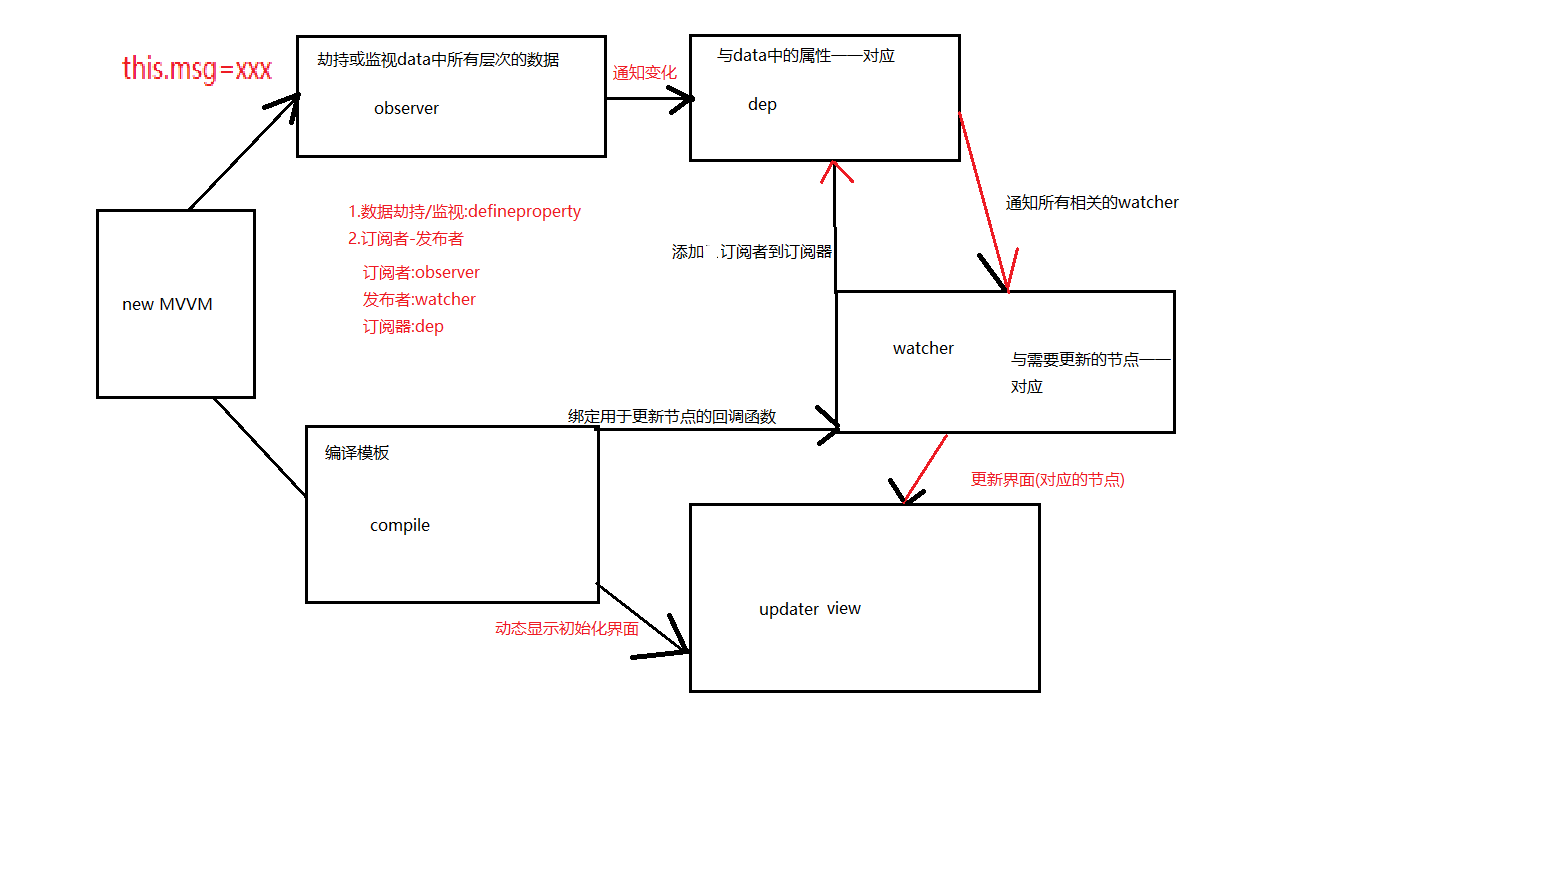 this.msg=xxx
劫持或监视data中所有层次的数据
observer
通知变化
与data中的属性一一对应
dep
1.数据劫持/监视:defineproperty
2.订阅者-发布者
订阅者:observer
发布者:watcher
订阅器:dep
new MVVM
添加 订阅者到订阅器
通知所有相关的watcher
watcher
与需要更新的节点一一
对应
绑定用于更新节点的回调函数
编译模板
compile
更新界面(对应的节点)
动态显示初始化界面
updater view